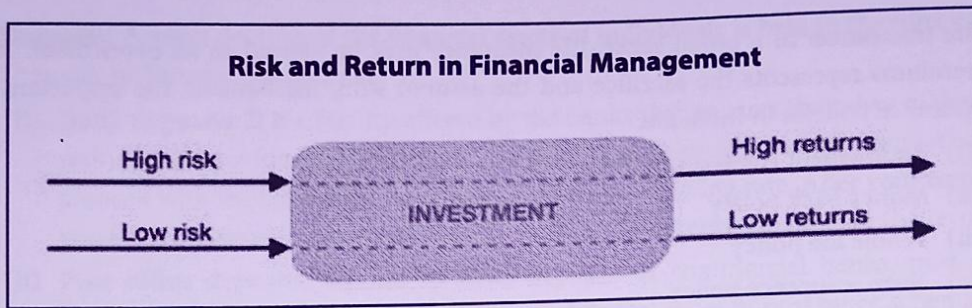 Risk and Return in Financial Management
High risk
High returns
INVESTMENT
Low risk
Low returns